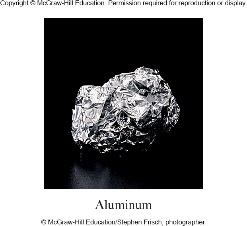 Copyright © McGraw-Hill Education. Permission required for reproduction or display.
Aluminum
© McGraw-Hill Education/Stephen Frisch, photographer